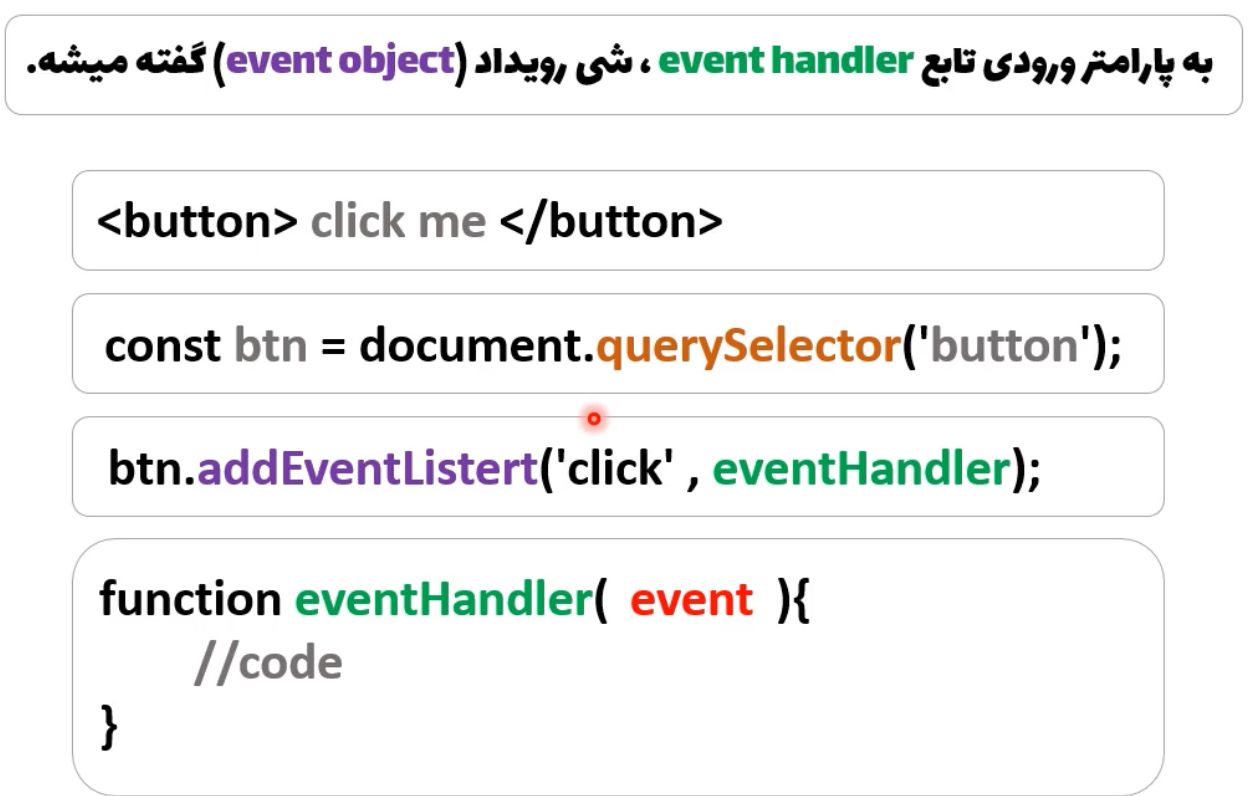 به پارامتر ورودی تابع event handler ، شی رویداد (event object) گفته میشه.
<button> click me </button>
const btn = document.querySelector('button');
btn.addEventListert('click' , eventHandler);
function eventHandler( event ){
//code
}